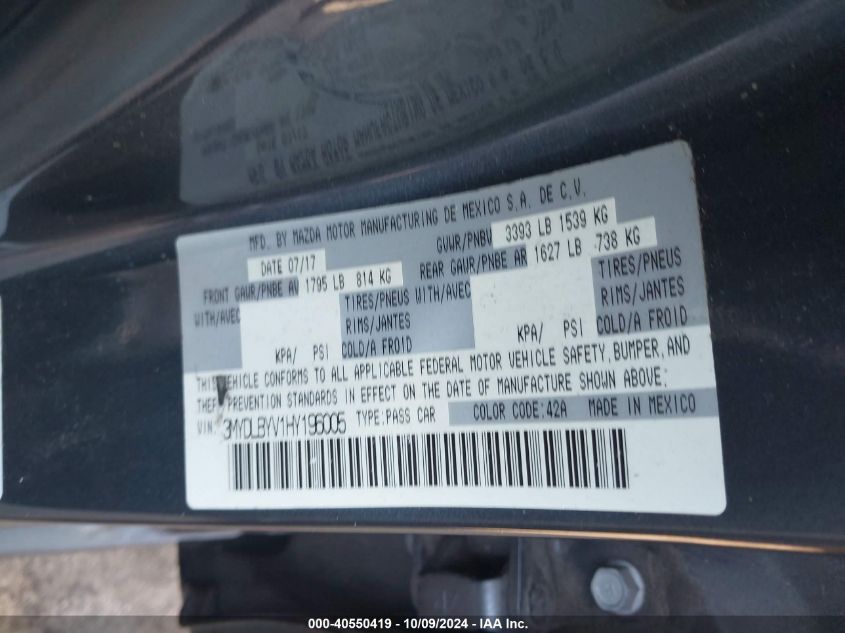 MFD. BY MAZDA MOTOR MANUFACTURING DE MEXICO S.A. DE C.V.
DATE 07/17 GVWR/PNBV 3393 LB 1539 KG
FRONT GAWR/PNBE AV 1795 LB 814 KG REAR GAWR/PNBE AR 1627 LB 738 KG
WITH/AVEC TIRES/PNEUS WITH/AVEC TIRES/PNEUS
RIMS/JANTES RIMS/JANTES
KPA/ PSI COLD/A FROID KPA/ PSI COLD/A FROID
THIS VEHICLE CONFORMS TO ALL APPLICABLE FEDERAL MOTOR VEHICLE SAFETY, BUMPER, AND
THEFT PREVENTION STANDARDS IN EFFECT ON THE DATE OF MANUFACTURE SHOWN ABOVE:
VIN: 3MYDLBYV1HY196005 TYPE:PASS CAR COLOR CODE:42A MADE IN MEXICO
000-40550419 - 10/09/2024 - IAA Inc.